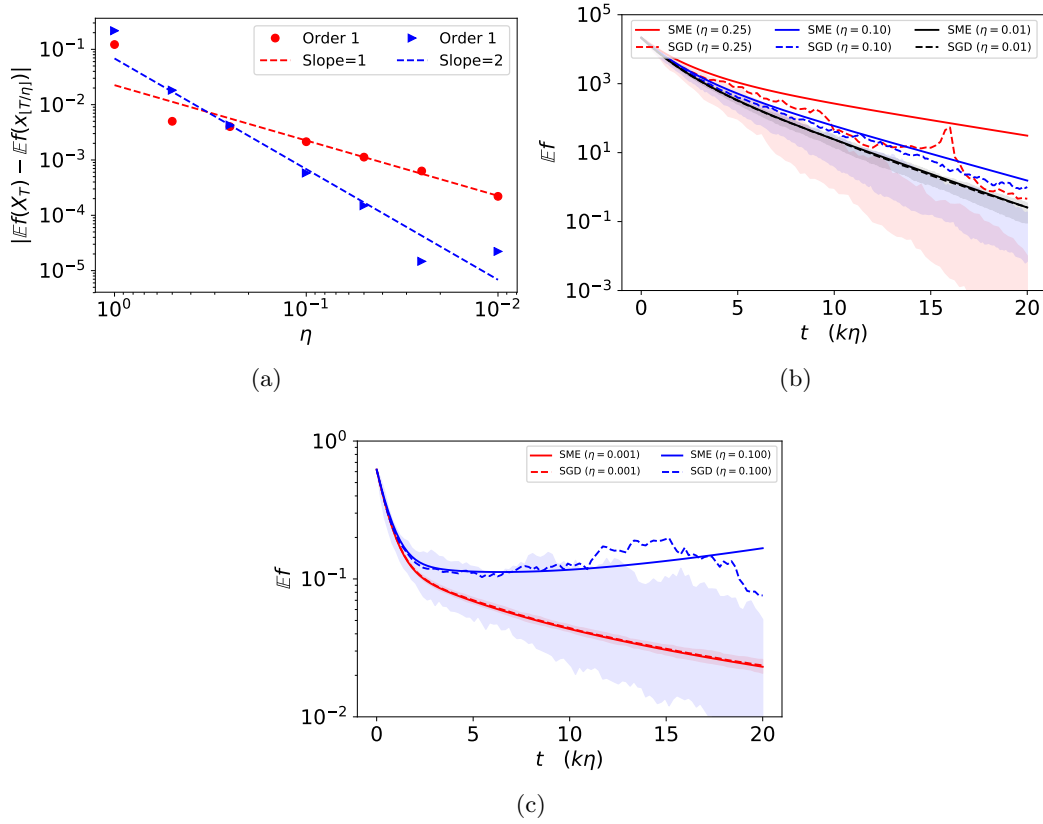 |𝔼f(X_T) − 𝔼f(x_{⌊T/η⌋})|
10^{-1}
10^{-2}
10^{-3}
10^{-4}
10^{-5}
Order 1 Order 1
Slope=1 Slope=2
10^0 10^{-1} 10^{-2}
η
(a)
𝔼f
10^5
10^3
10^1
10^{-1}
10^{-3}
SME (η = 0.25) SME (η = 0.10) SME (η = 0.01)
SGD (η = 0.25) SGD (η = 0.10) SGD (η = 0.01)
0 5 10 15 20
t (kη)
(b)
𝔼f
10^0
10^{-1}
10^{-2}
SME (η = 0.001) SME (η = 0.100)
SGD (η = 0.001) SGD (η = 0.100)
0 5 10 15 20
t (kη)
(c)